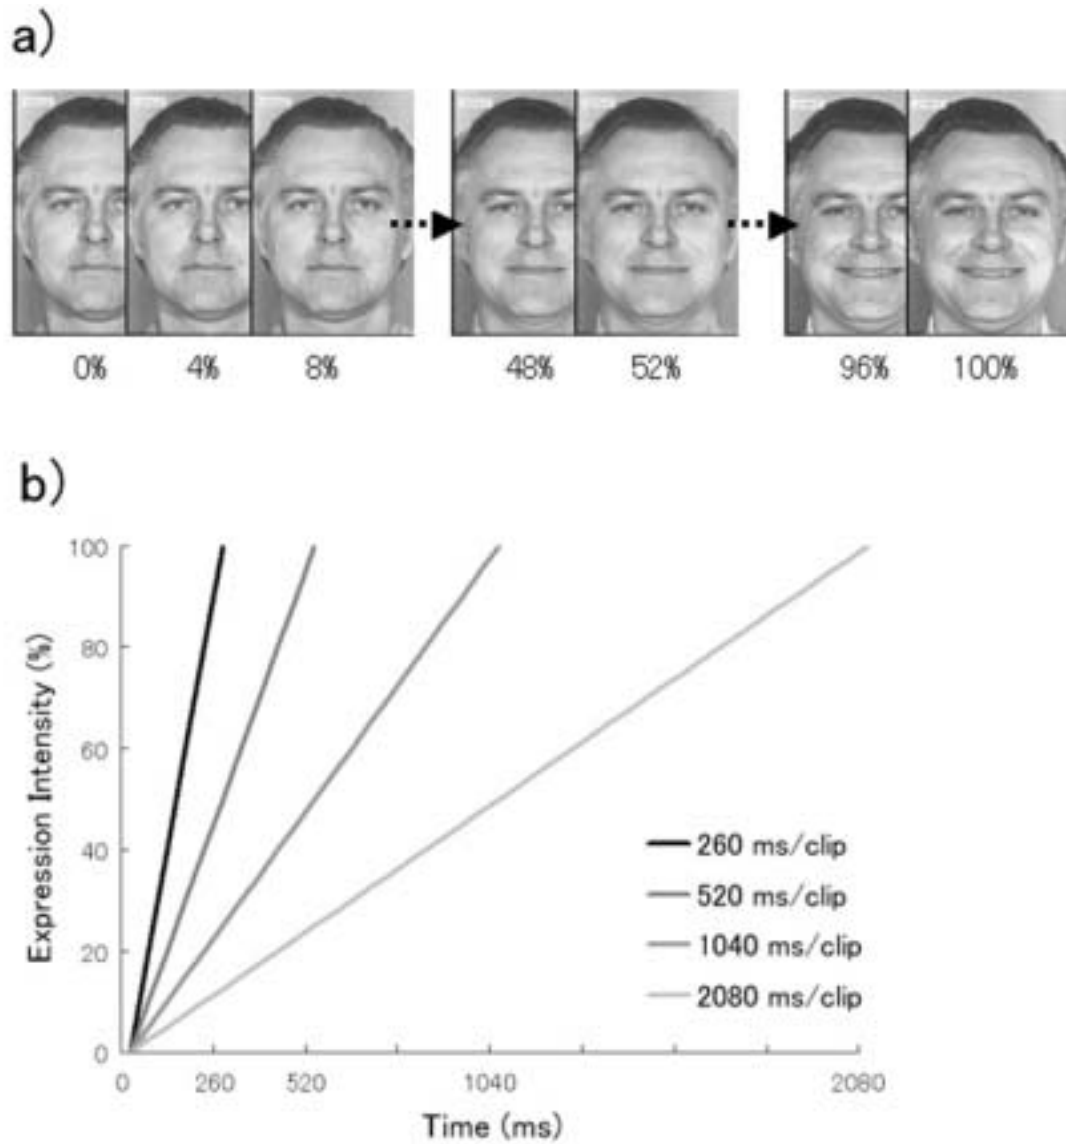 a)
0% 4% 8% 48% 52% 96% 100%
b)
100
80
60
40
20
0
Expression Intensity (%)
260 ms/clip
520 ms/clip
1040 ms/clip
2080 ms/clip
0 260 520 1040 2080
Time (ms)